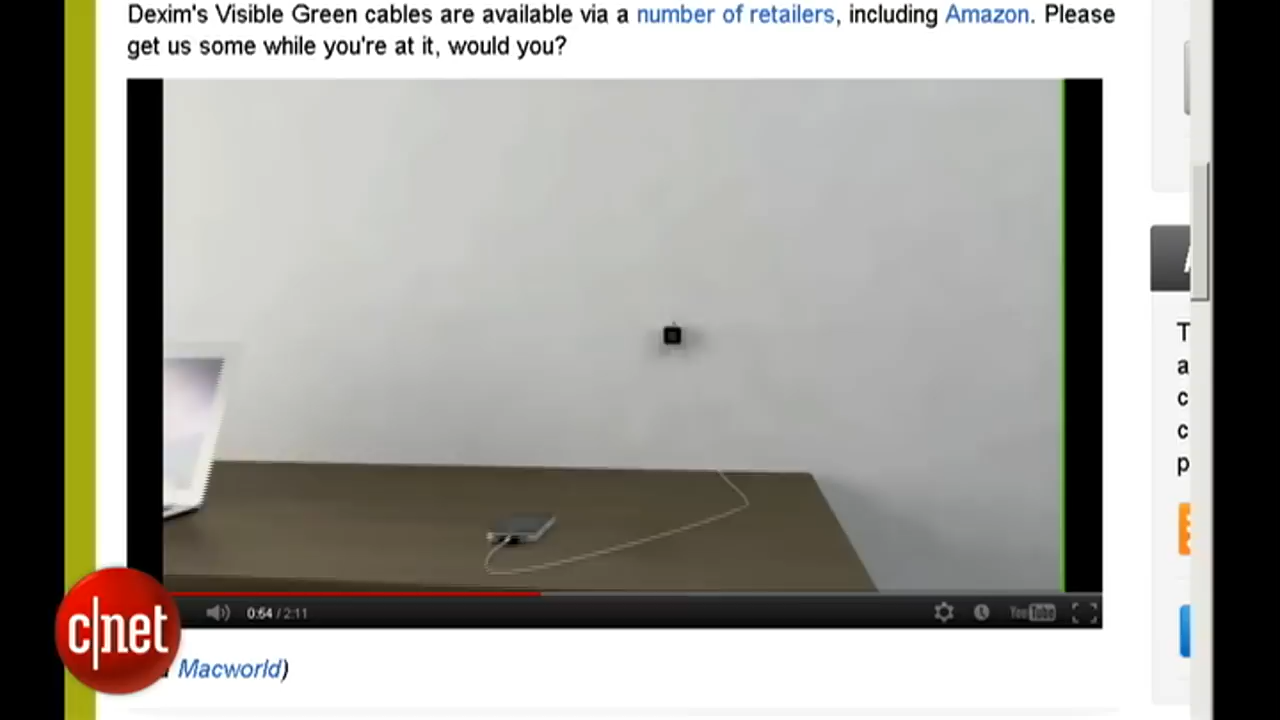 Dexim's Visible Green cables are available via a number of retailers, including Amazon. Please
get us some while you're at it, would you?
0:54 / 2:11
YouTube
c|net
Macworld)
T
a
c
c
p